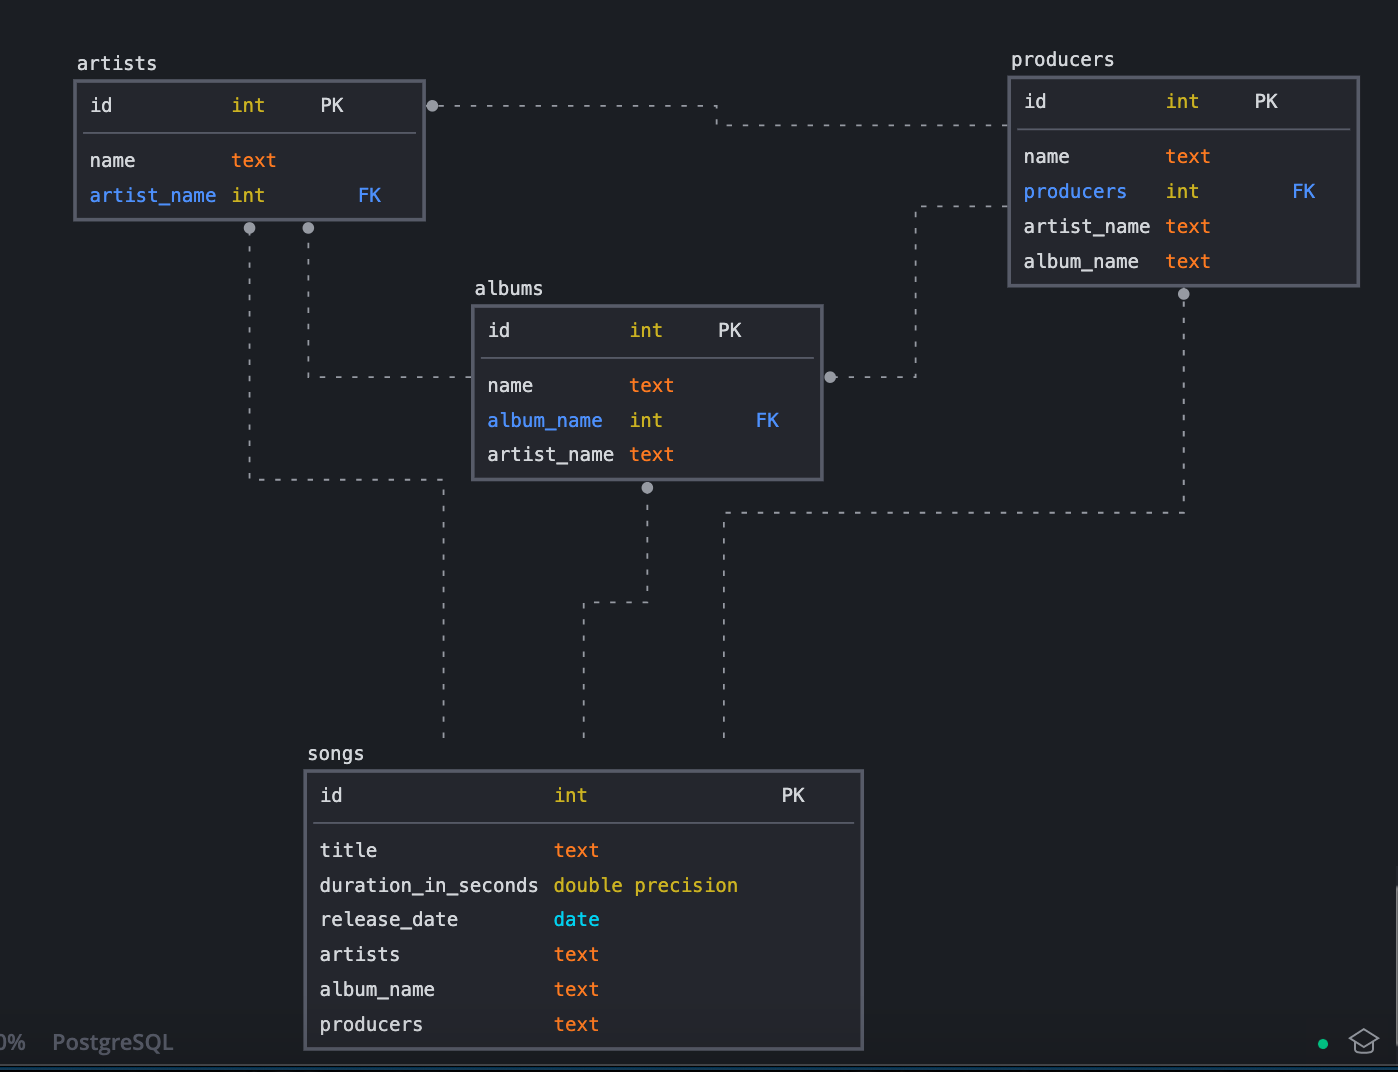 artists
id int PK
name text
artist_name int FK
producers
id int PK
name text
producers int FK
artist_name text
album_name text
albums
id int PK
name text
album_name int FK
artist_name text
songs
id int PK
title text
duration_in_seconds double precision
release_date date
artists text
album_name text
producers text
0% PostgreSQL